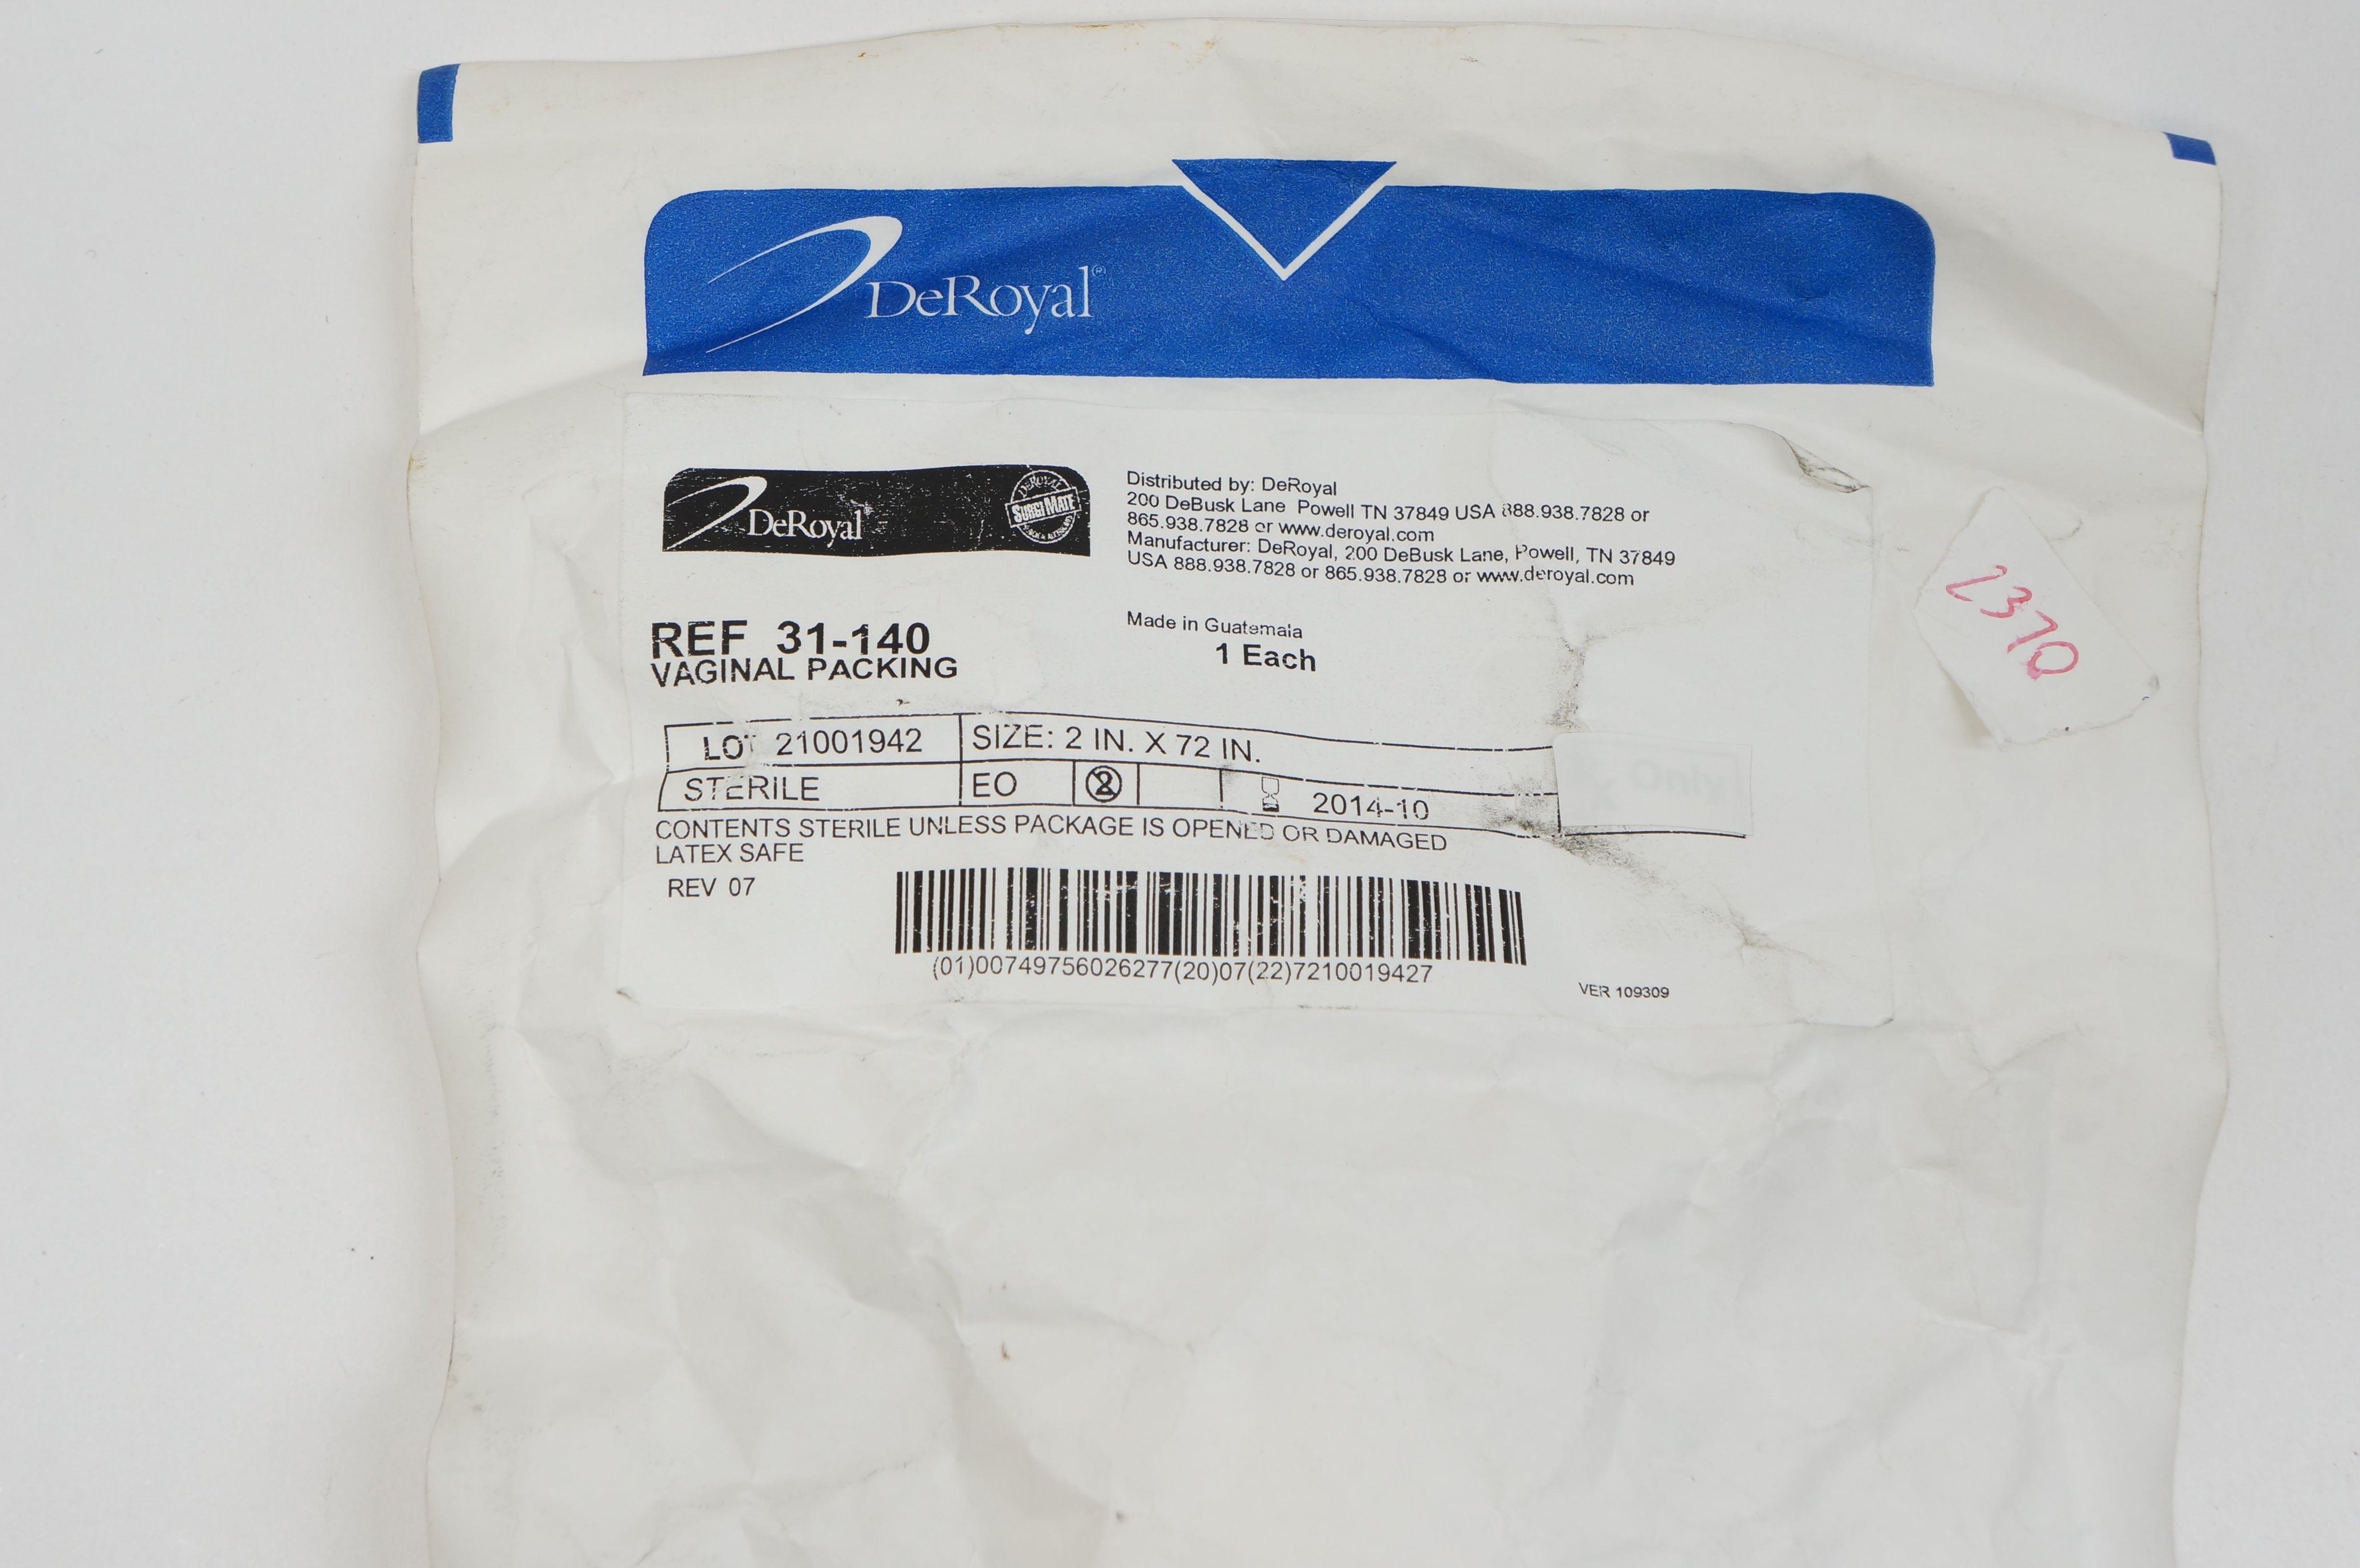 DeRoyal®
DeRoyal®
DEROYAL
SURGI MATE
Distributed by: DeRoyal
200 DeBusk Lane Powell TN 37849 USA 888.938.7828 or
865.938.7828 or www.deroyal.com
Manufacturer: DeRoyal, 200 DeBusk Lane, Powell, TN 37849
USA 888.938.7828 or 865.938.7828 or www.deroyal.com
REF 31-140
VAGINAL PACKING
Made in Guatemala
1 Each
2370
LOT 21001942
SIZE: 2 IN. X 72 IN.
Only
STERILE
EO
2
2014-10
CONTENTS STERILE UNLESS PACKAGE IS OPENED OR DAMAGED
LATEX SAFE
REV 07
(01)00749756026277(20)07(22)7210019427
VER 109309